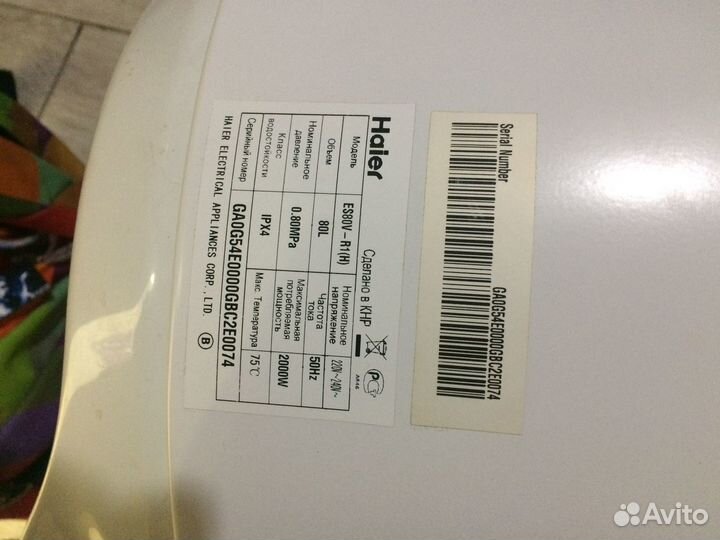 Serial Number
GA0G54E0000GBC2E0074
Haier
Сделано в КНР
Модель ES80V-R1(H) Номинальное напряжение 220V~240V~
Объем 80L Частота тока 50Hz
Номинальное давление 0.80MPa Максимальная потребляемая мощность 2000W
Класс водостойкости IPX4 Макс. Температура 75℃
Серийный номер GA0G54E0000GBC2E0074
HAIER ELECTRICAL APPLIANCES CORP., LTD. B
Avito